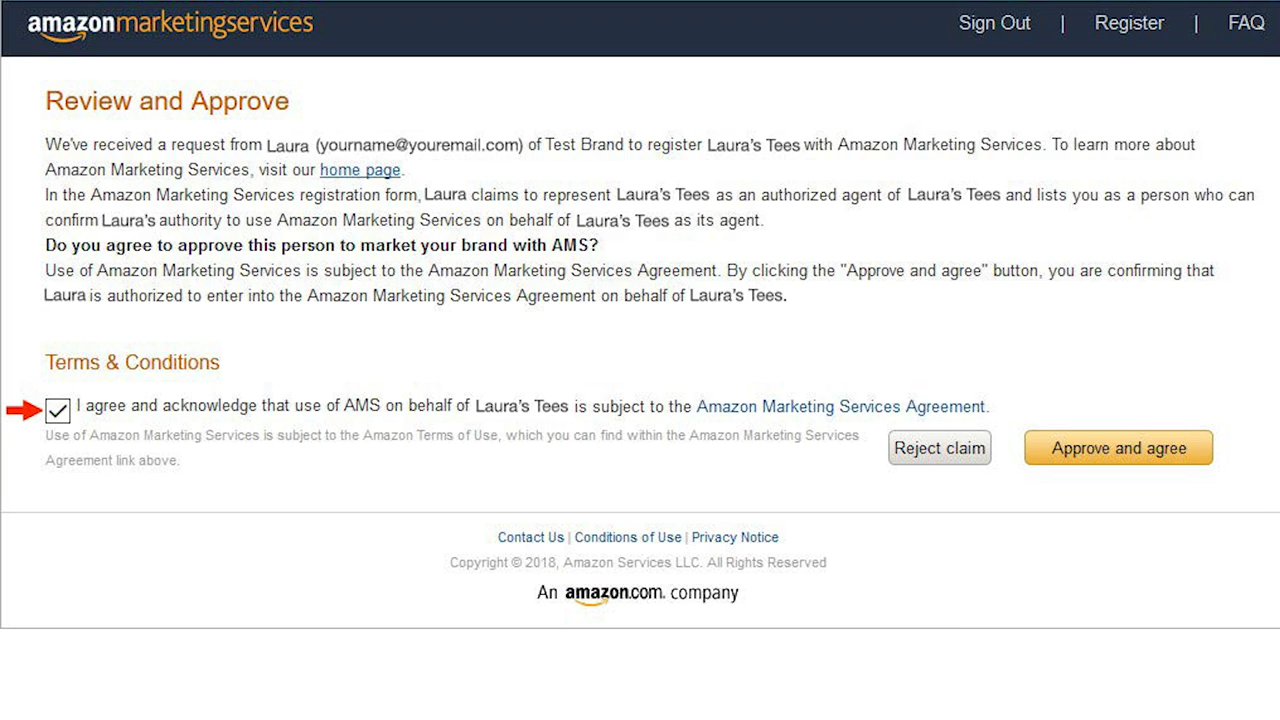 amazonmarketingservices
Sign Out | Register | FAQ
Review and Approve
We've received a request from Laura (yourname@youremail.com) of Test Brand to register Laura's Tees with Amazon Marketing Services. To learn more about
Amazon Marketing Services, visit our home page.
In the Amazon Marketing Services registration form, Laura claims to represent Laura's Tees as an authorized agent of Laura's Tees and lists you as a person who can
confirm Laura's authority to use Amazon Marketing Services on behalf of Laura's Tees as its agent.
Do you agree to approve this person to market your brand with AMS?
Use of Amazon Marketing Services is subject to the Amazon Marketing Services Agreement. By clicking the "Approve and agree" button, you are confirming that
Laura is authorized to enter into the Amazon Marketing Services Agreement on behalf of Laura's Tees.
Terms & Conditions
I agree and acknowledge that use of AMS on behalf of Laura's Tees is subject to the Amazon Marketing Services Agreement.
Use of Amazon Marketing Services is subject to the Amazon Terms of Use, which you can find within the Amazon Marketing Services
Agreement link above.
Reject claim
Approve and agree
Contact Us | Conditions of Use | Privacy Notice
Copyright © 2018, Amazon Services LLC. All Rights Reserved
An amazon.com. company